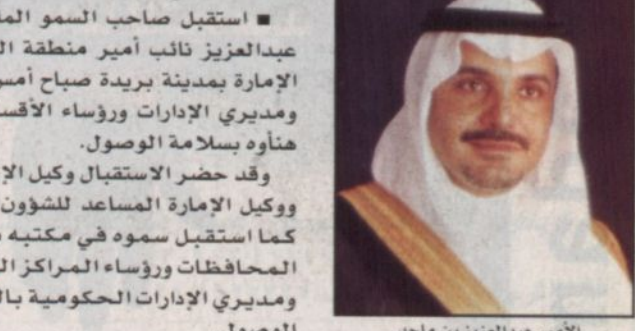 ■ استقبل صاحب السمو الم
عبدالعزيز نائب أمير منطقة ال
الإمارة بمدينة بريدة صباح أمس
ومديري الإدارات ورؤساء الأقس
هنأوه بسلامة الوصول.
وقد حضر الاستقبال وكيل الإ
ووكيل الإمارة المساعد للشؤون
كما استقبل سموه في مكتبه
المحافظات ورؤساء المراكز ال
ومديري الإدارات الحكومية بال